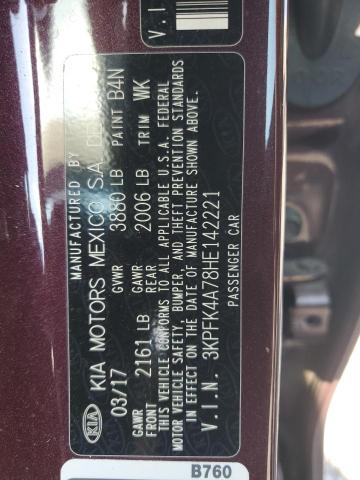 MANUFACTURED BY
KIA KIA MOTORS MEXICO S.A. DE
03/17 GVWR 3860 LB PAINT B4N
GAWR FRONT 2161 LB GAWR REAR 2006 LB TRIM WK
THIS VEHICLE CONFORMS TO ALL APPLICABLE U.S.A. FEDERAL
MOTOR VEHICLE SAFETY, BUMPER, AND THEFT PREVENTION STANDARDS
IN EFFECT ON THE DATE OF MANUFACTURE SHOWN ABOVE.
V.I.N. 3KPFK4A78HE142221
PASSENGER CAR
V.I
B760